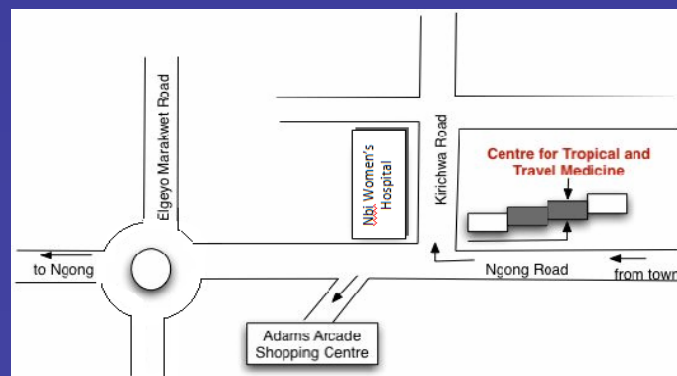 Elgeyo Marakwet Road
Nbi Women's
Hospital
Kirichwa Road
Centre for Tropical and
Travel Medicine
to Ngong
Ngong Road
from town
Adams Arcade
Shopping Centre